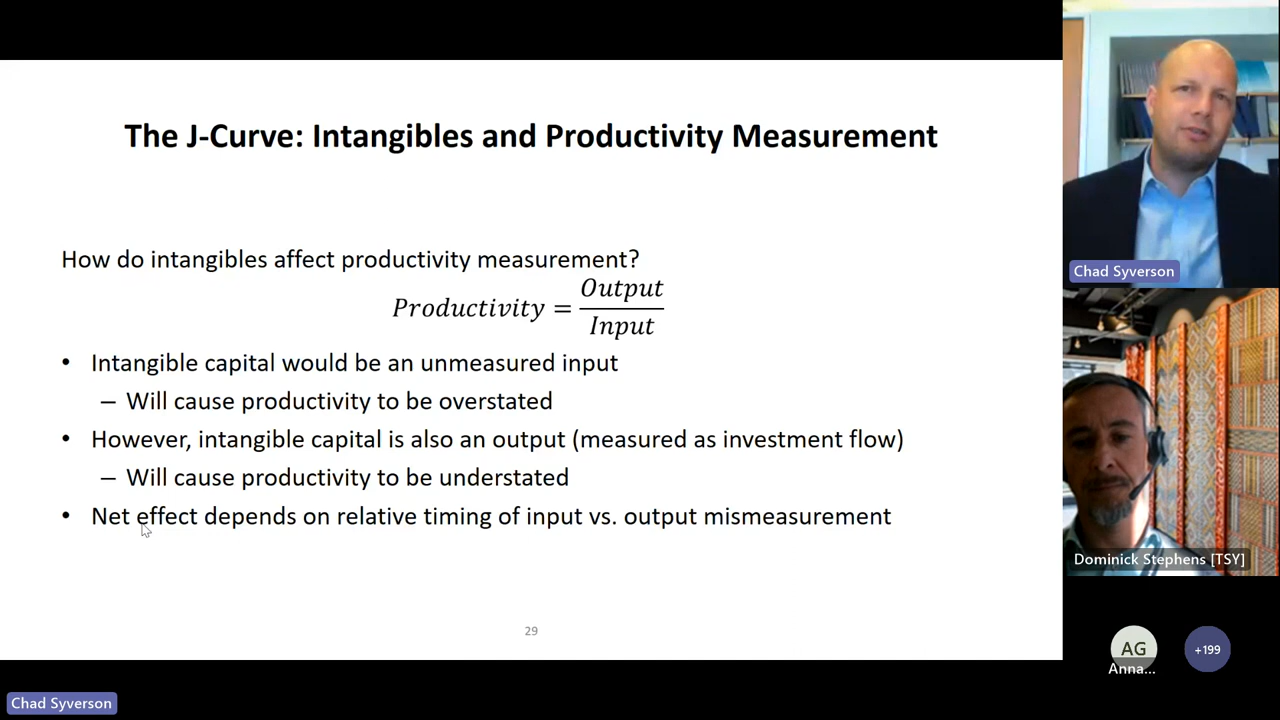 The J-Curve: Intangibles and Productivity Measurement
How do intangibles affect productivity measurement?
Productivity = Output / Input
• Intangible capital would be an unmeasured input
– Will cause productivity to be overstated
• However, intangible capital is also an output (measured as investment flow)
– Will cause productivity to be understated
• Net effect depends on relative timing of input vs. output mismeasurement
29
Chad Syverson
Dominick Stephens [TSY]
AG
Anna...
+199
Chad Syverson